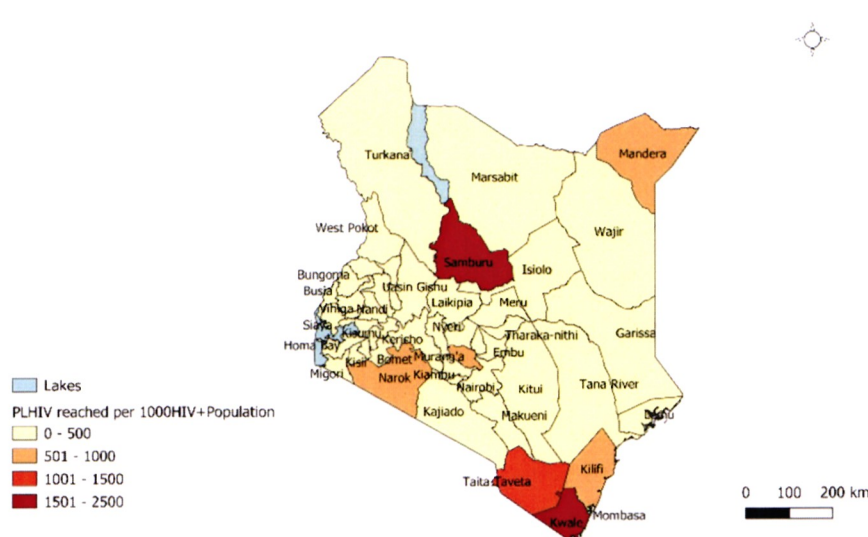 Mandera
Turkana
Marsabit
West Pokot
Wajir
Samburu
Isiolo
Bungoma
Busia
Uasin Gishu
Laikipia
Meru
Vihiga
Nandi
Siaya
Kisumu
Nyeri
Tharaka-nithi
Garissa
Kericho
Homa Bay
Embu
Kisii
Bomet
Murang'a
Migori
Narok
Kiambu
Nairobi
Kitui
Tana River
Kajiado
Makueni
Lakes
PLHIV reached per 1000HIV+Population
0 - 500
501 - 1000
1001 - 1500
1501 - 2500
Taita Taveta
Kilifi
Kwale
Mombasa
0 100 200 km